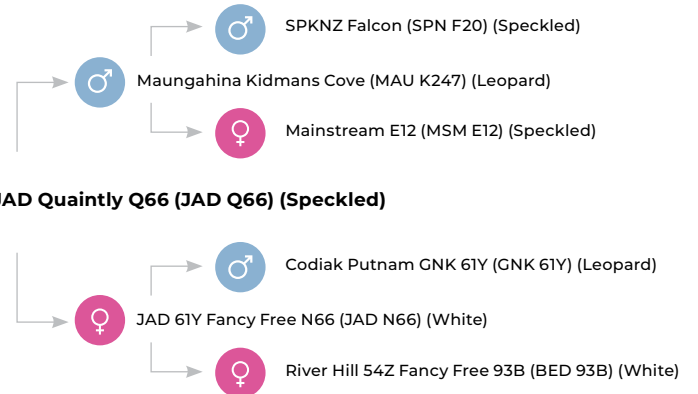 SPKNZ Falcon (SPN F20) (Speckled)
Maungahina Kidmans Cove (MAU K247) (Leopard)
Mainstream E12 (MSM E12) (Speckled)
JAD Quaintly Q66 (JAD Q66) (Speckled)
Codiak Putnam GNK 61Y (GNK 61Y) (Leopard)
JAD 61Y Fancy Free N66 (JAD N66) (White)
River Hill 54Z Fancy Free 93B (BED 93B) (White)